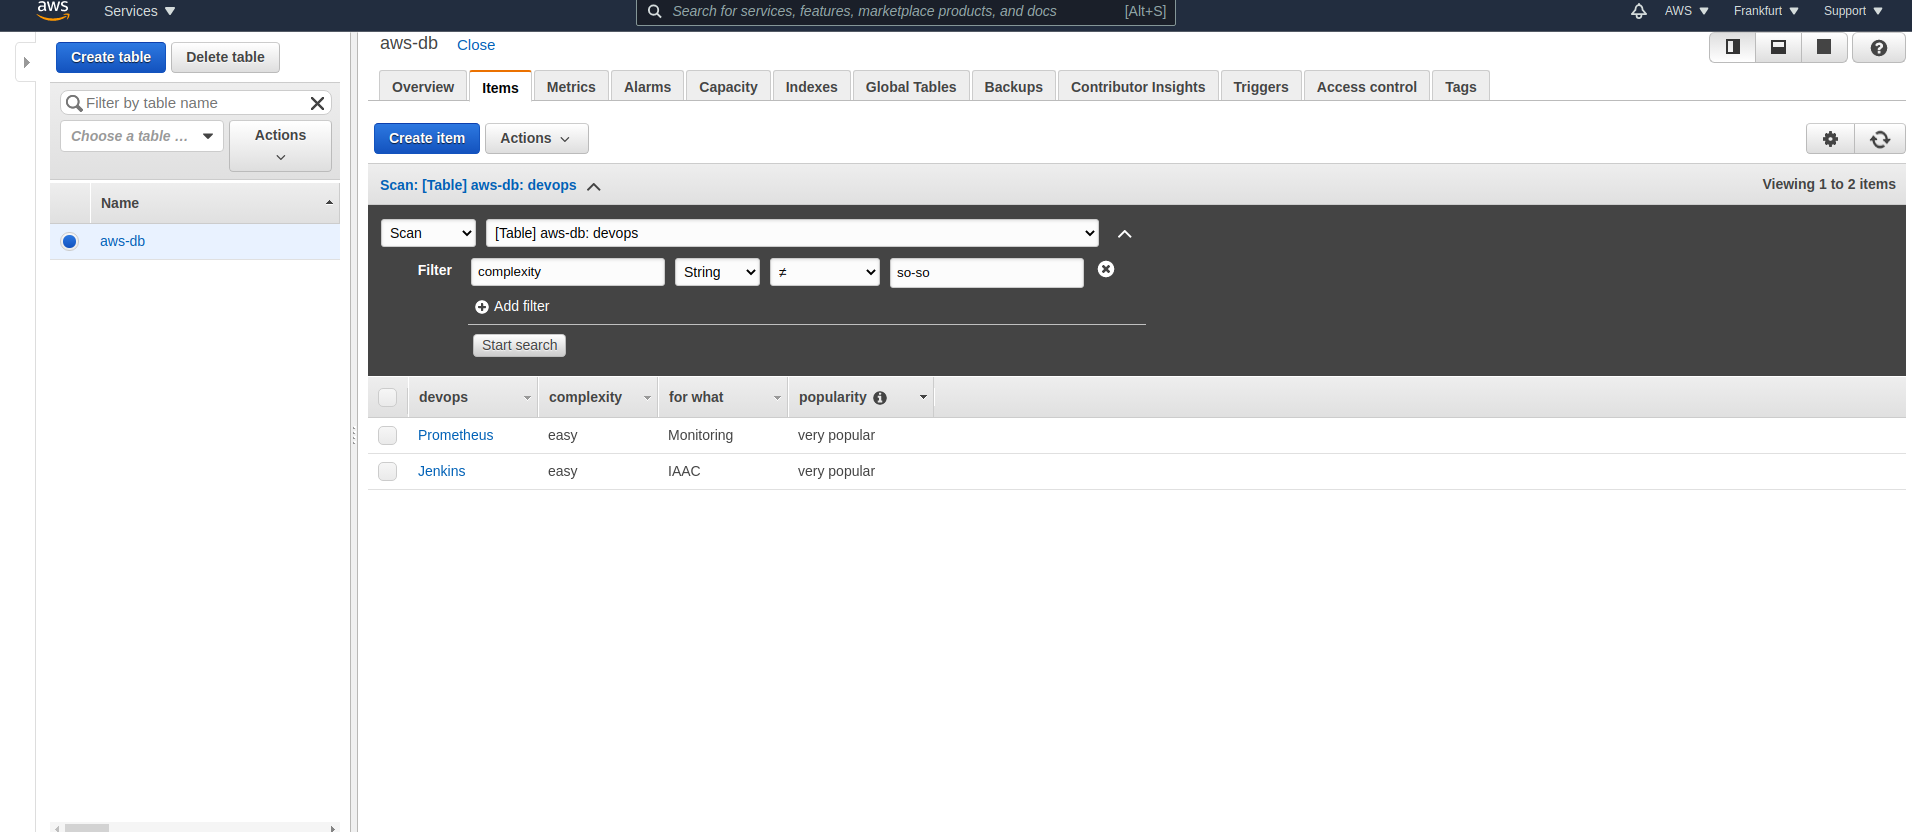 aws
Services
Search for services, features, marketplace products, and docs [Alt+S]
AWS
Frankfurt
Support
Create table
Delete table
Filter by table name
Choose a table ...
Actions
Name
aws-db
aws-db Close
Overview Items Metrics Alarms Capacity Indexes Global Tables Backups Contributor Insights Triggers Access control Tags
Create item Actions
Scan: [Table] aws-db: devops
Viewing 1 to 2 items
Scan [Table] aws-db: devops
Filter complexity String ≠ so-so
Add filter
Start search
devops complexity for what popularity
Prometheus easy Monitoring very popular
Jenkins easy IAAC very popular